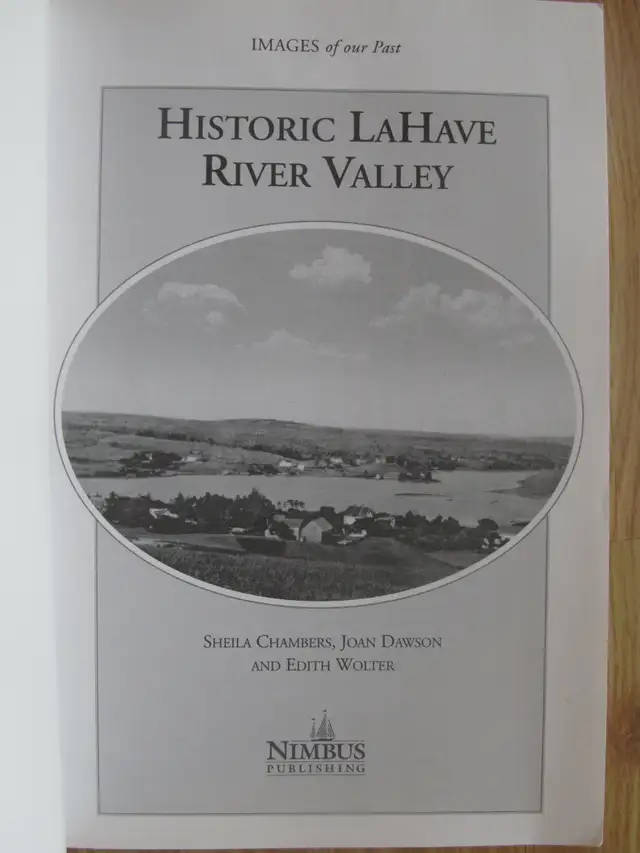 IMAGES of our Past
HISTORIC LAHAVE
RIVER VALLEY
SHEILA CHAMBERS, JOAN DAWSON
AND EDITH WOLTER
NIMBUS
PUBLISHING